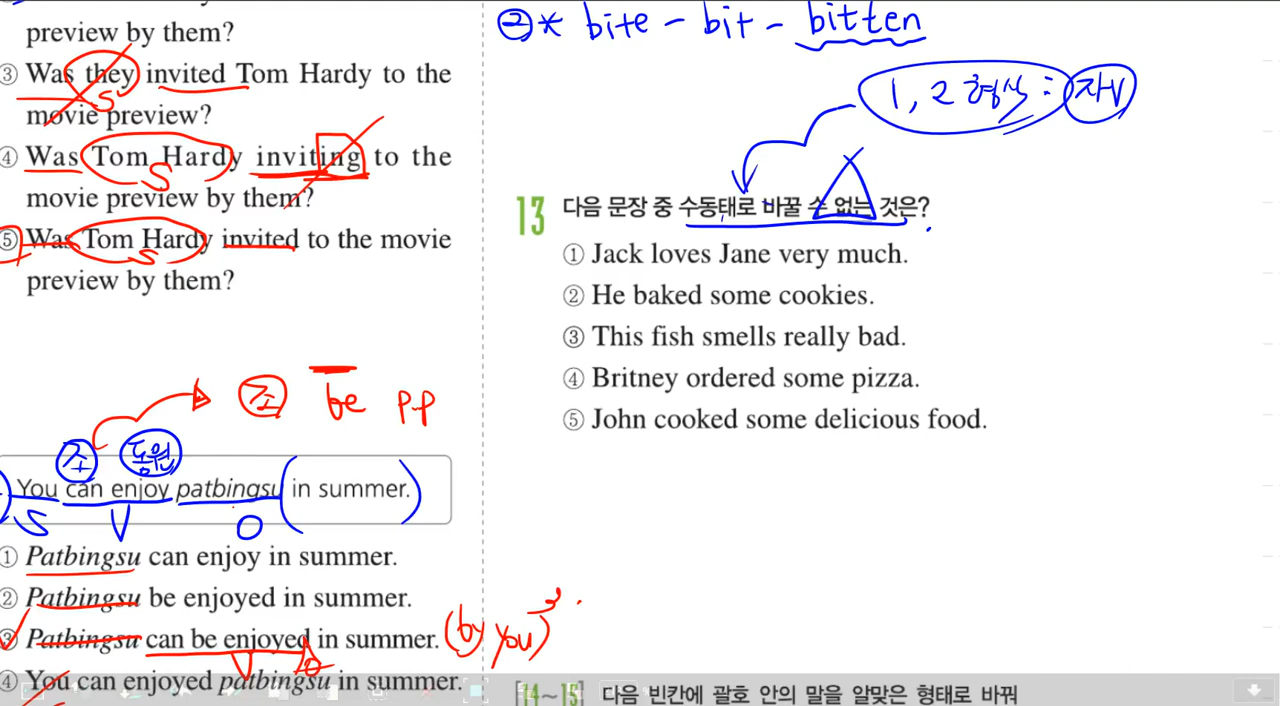 preview by them?
③ Was they invited Tom Hardy to the
movie preview?
S
④ Was Tom Hardy inviting to the
S
movie preview by them?
⑤ Was Tom Hardy invited to the movie
S
preview by them?
조 be p.p
조 동원
You can enjoy patbingsu in summer.
S V O
① Patbingsu can enjoy in summer.
② Patbingsu be enjoyed in summer.
③ Patbingsu can be enjoyed in summer. (by you)
V
④ You can enjoyed patbingsu in summer.
② * bite - bit - bitten
1, 2 형식 : 자V
13 다음 문장 중 수동태로 바꿀 수 없는 것은?
① Jack loves Jane very much.
② He baked some cookies.
③ This fish smells really bad.
④ Britney ordered some pizza.
⑤ John cooked some delicious food.
[14~15] 다음 빈칸에 괄호 안의 말을 알맞은 형태로 바꿔